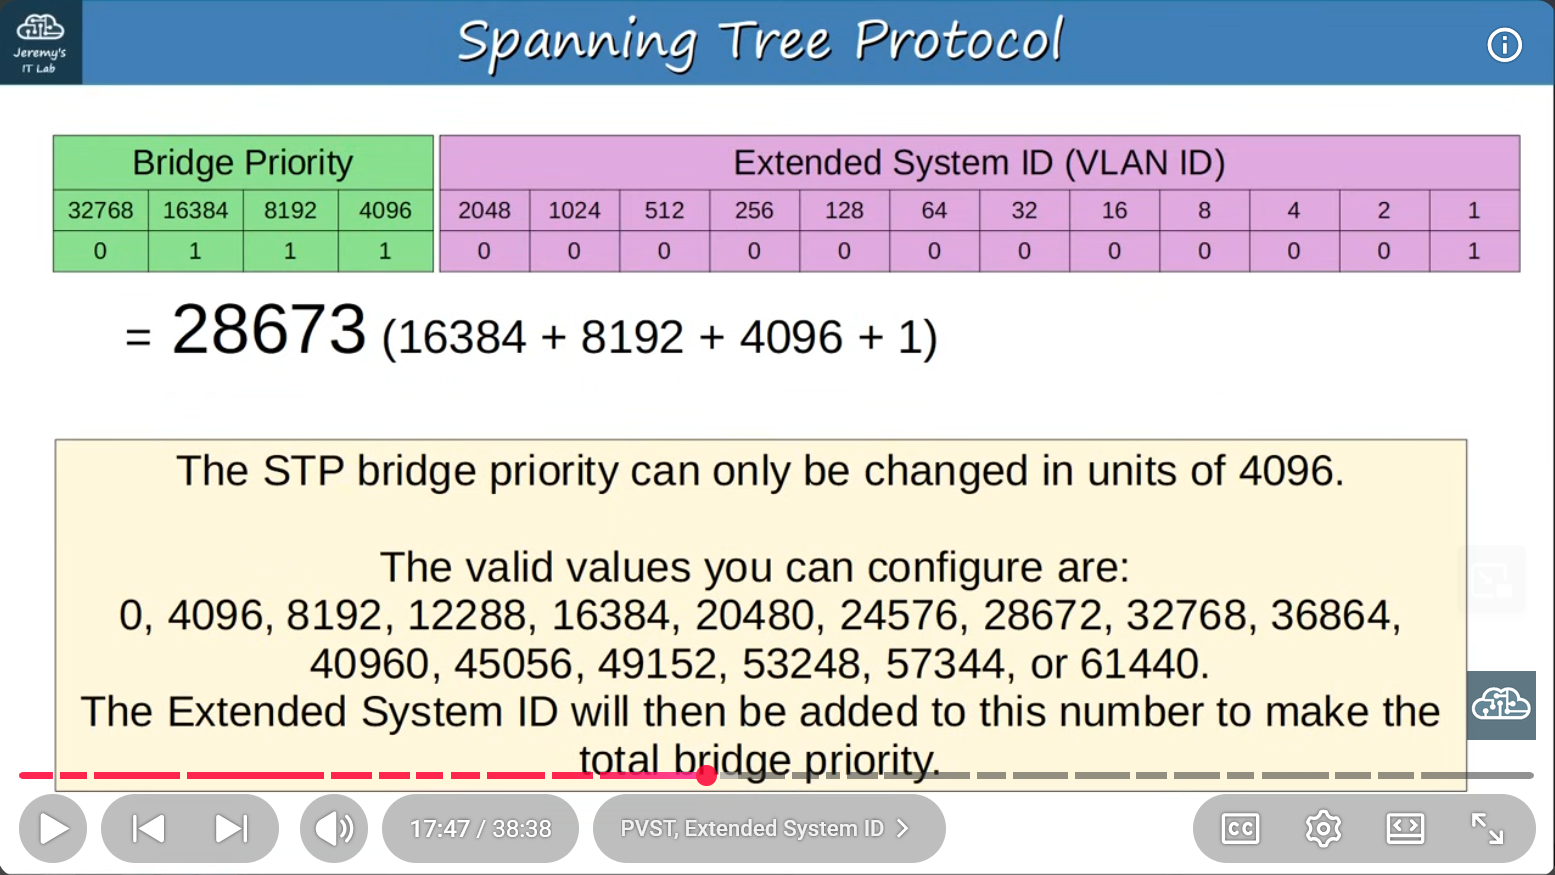 Jeremy's
IT Lab
Spanning Tree Protocol
Bridge Priority
Extended System ID (VLAN ID)
32768 16384 8192 4096 2048 1024 512 256 128 64 32 16 8 4 2 1
0 1 1 1 0 0 0 0 0 0 0 0 0 0 0 1
= 28673 (16384 + 8192 + 4096 + 1)
The STP bridge priority can only be changed in units of 4096.
The valid values you can configure are:
0, 4096, 8192, 12288, 16384, 20480, 24576, 28672, 32768, 36864,
40960, 45056, 49152, 53248, 57344, or 61440.
The Extended System ID will then be added to this number to make the
total bridge priority.
17:47 / 38:38
PVST, Extended System ID
CC